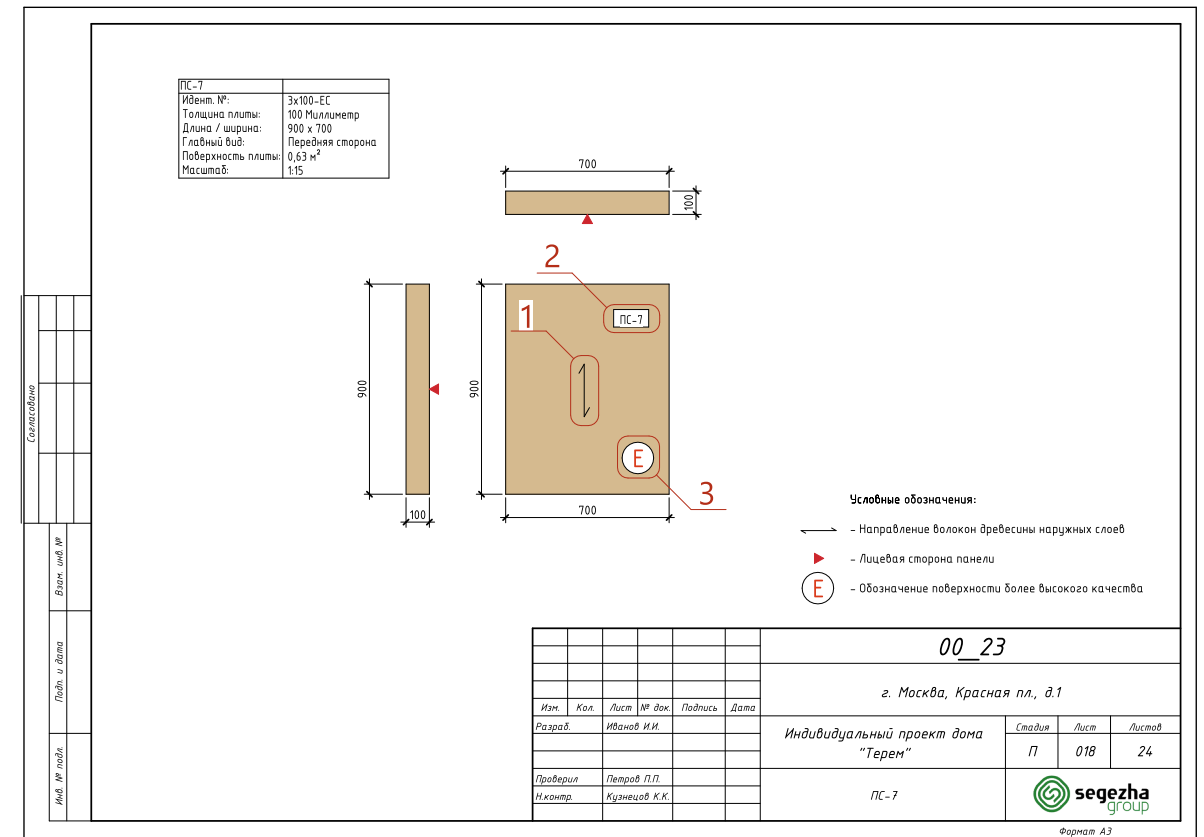 ПС-7
Идент. №: 3x100-EC
Толщина плиты: 100 Миллиметр
Длина / ширина: 900 x 700
Главный вид: Передняя сторона
Поверхность плиты: 0,63 м²
Масштаб: 1:15
700
100
2
ПС-7
1
900
900
E
3
100
700
Условные обозначения:
- Направление волокон древесины наружных слоев
- Лицевая сторона панели
E - Обозначение поверхности более высокого качества
Согласовано
Взам. инв. №
Подп. и дата
Инв. № подл.
00_23
г. Москва, Красная пл., д.1
Изм. Кол. Лист № док. Подпись Дата
Разраб. Иванов И.И.
Индивидуальный проект дома
"Терем"
Стадия Лист Листов
П 018 24
Проверил Петров П.П.
Н.контр. Кузнецов К.К.
ПС-7
segezha
group
Формат А3